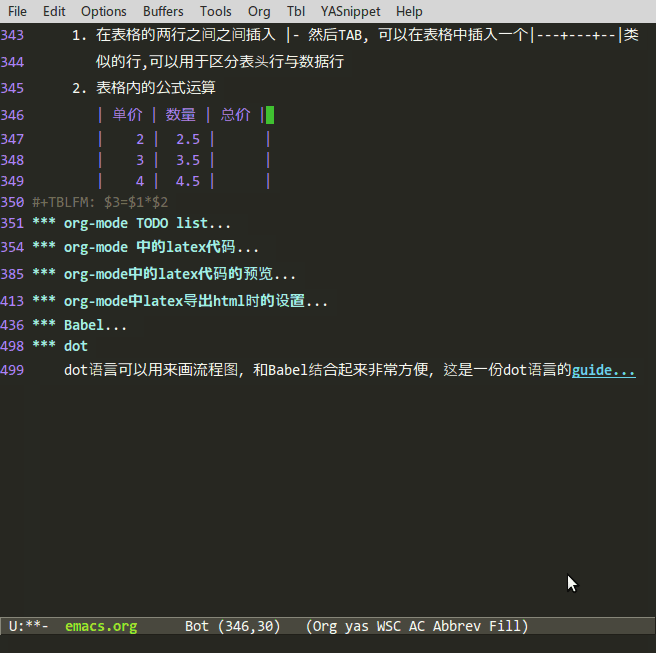 File Edit Options Buffers Tools Org Tbl YASnippet Help
343 1. 在表格的两行之间之间插入 |- 然后TAB, 可以在表格中插入一个|---+---+--|类
344 似的行,可以用于区分表头行与数据行
345 2. 表格内的公式运算
346 | 单价 | 数量 | 总价 |
347 | 2 | 2.5 | |
348 | 3 | 3.5 | |
349 | 4 | 4.5 | |
350 #+TBLFM: $3=$1*$2
351 *** org-mode TODO list...
354 *** org-mode 中的latex代码...
385 *** org-mode中的latex代码的预览...
413 *** org-mode中latex导出html时的设置...
436 *** Babel...
498 *** dot
499 dot语言可以用来画流程图, 和Babel结合起来非常方便, 这是一份dot语言的guide...
U:**- emacs.org Bot (346,30) (Org yas WSC AC Abbrev Fill)